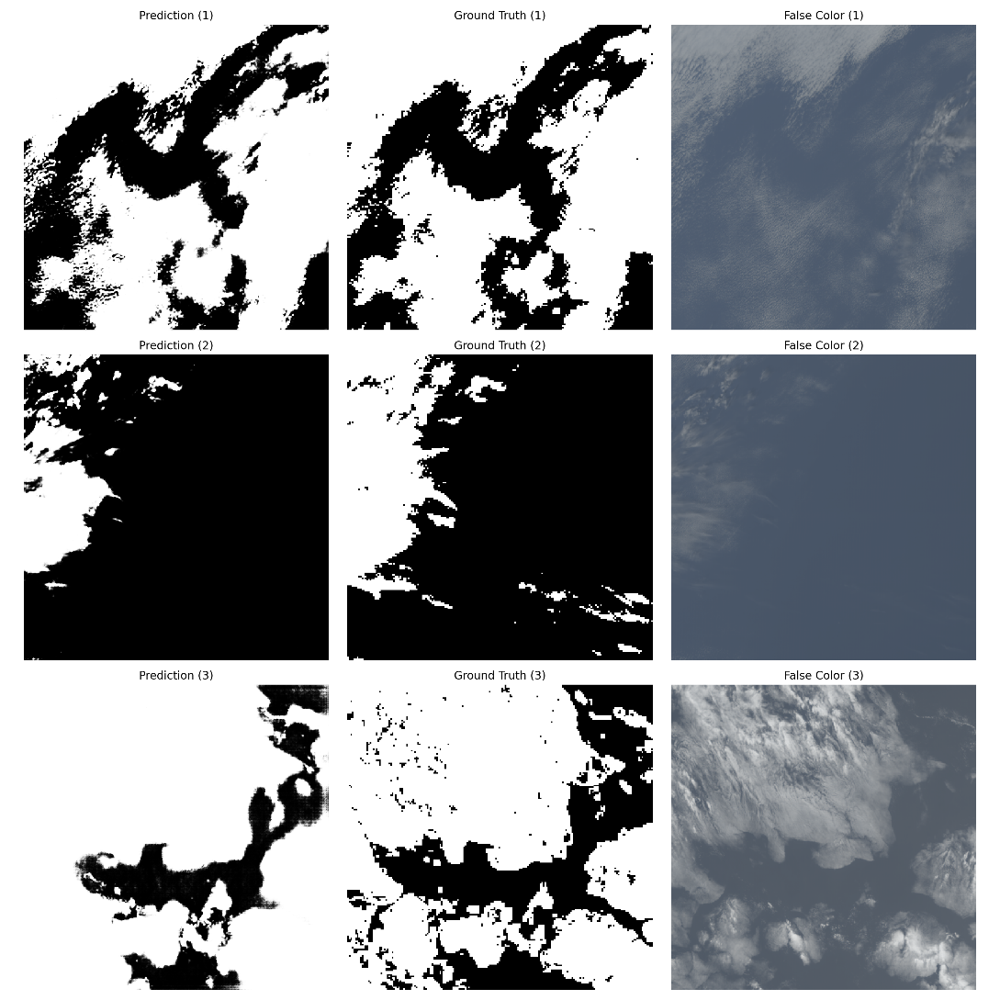 Prediction (1)
Ground Truth (1)
False Color (1)
Prediction (2)
Ground Truth (2)
False Color (2)
Prediction (3)
Ground Truth (3)
False Color (3)